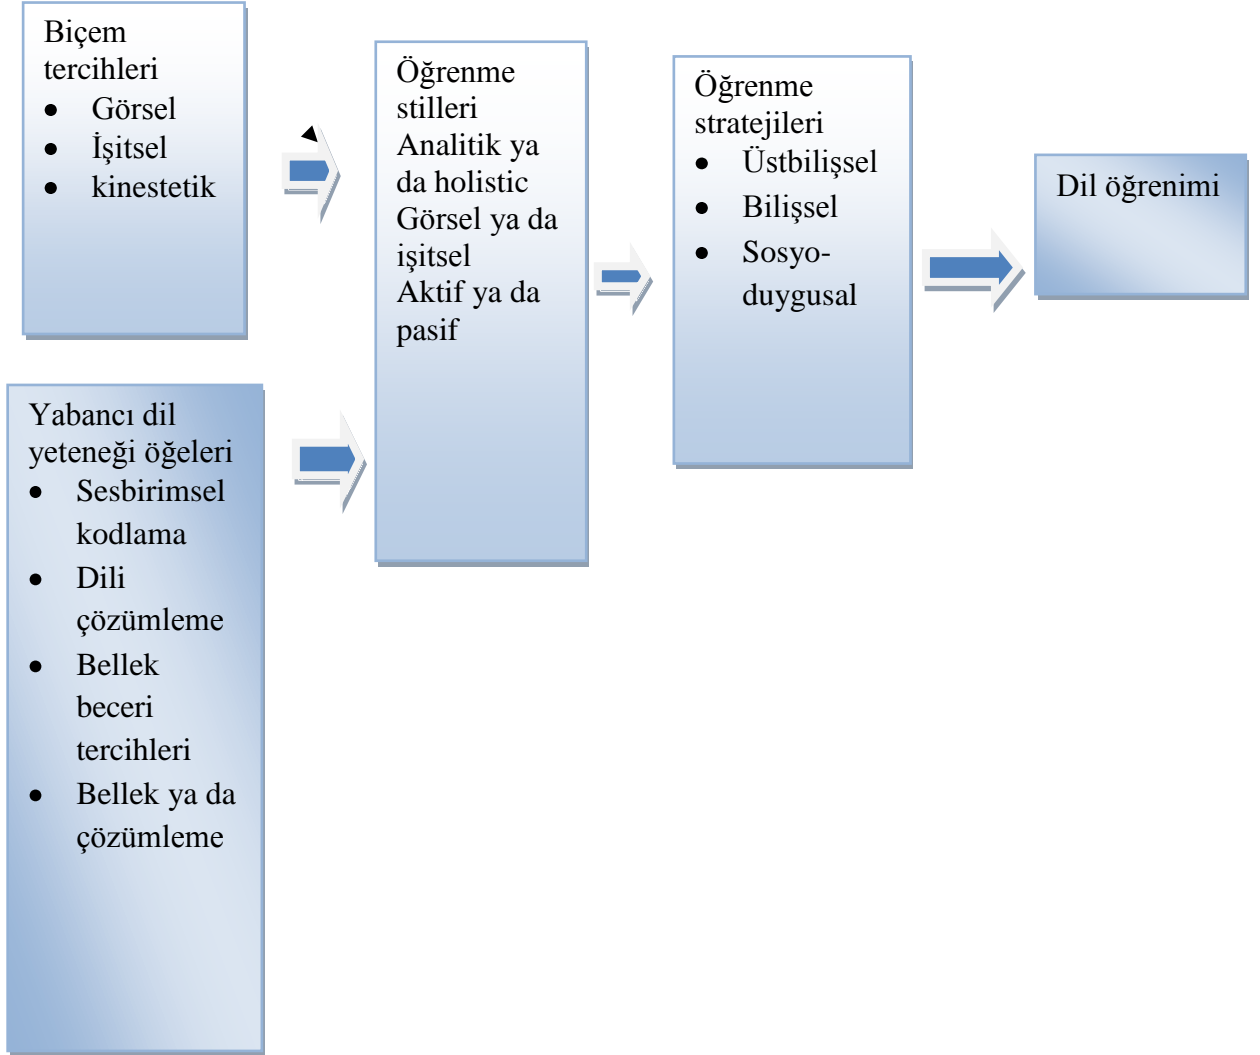 Biçem
tercihleri
• Görsel
• İşitsel
• kinestetik
Yabancı dil
yeteneği öğeleri
• Sesbirimsel
kodlama
• Dili
çözümleme
• Bellek
beceri
tercihleri
• Bellek ya da
çözümleme
Öğrenme
stilleri
Analitik ya
da holistic
Görsel ya da
işitsel
Aktif ya da
pasif
Öğrenme
stratejileri
• Üstbilişsel
• Bilişsel
• Sosyo-
duygusal
Dil öğrenimi